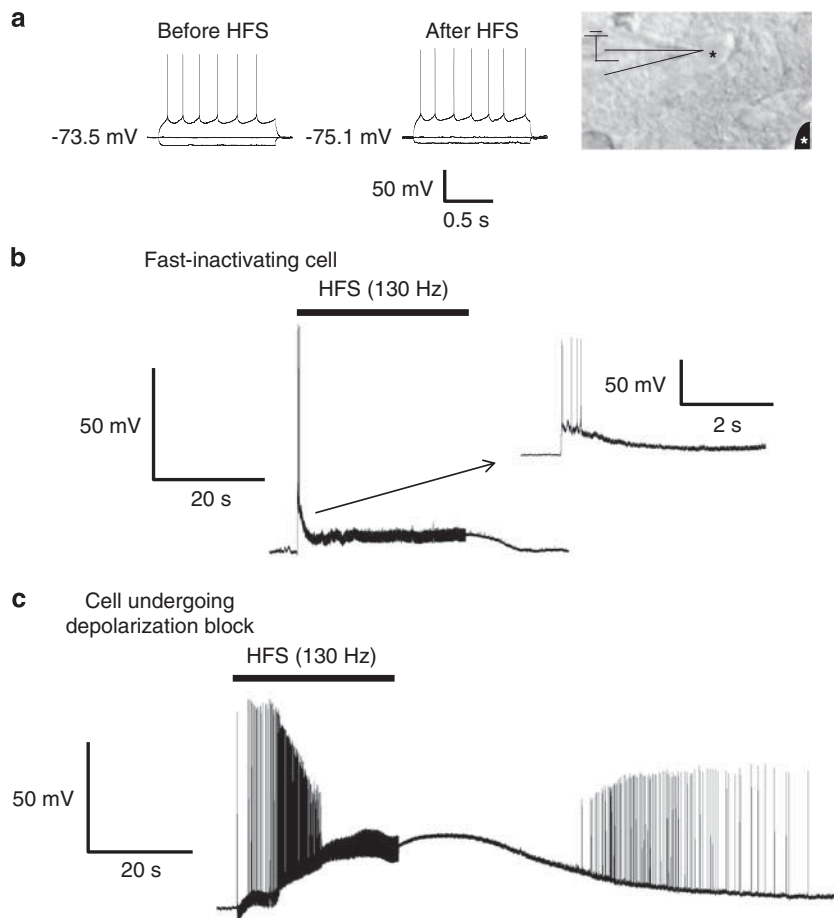 a
Before HFS
After HFS
-73.5 mV
-75.1 mV
50 mV
0.5 s
*
*
b
Fast-inactivating cell
HFS (130 Hz)
50 mV
20 s
50 mV
2 s
c
Cell undergoing
depolarization block
HFS (130 Hz)
50 mV
20 s